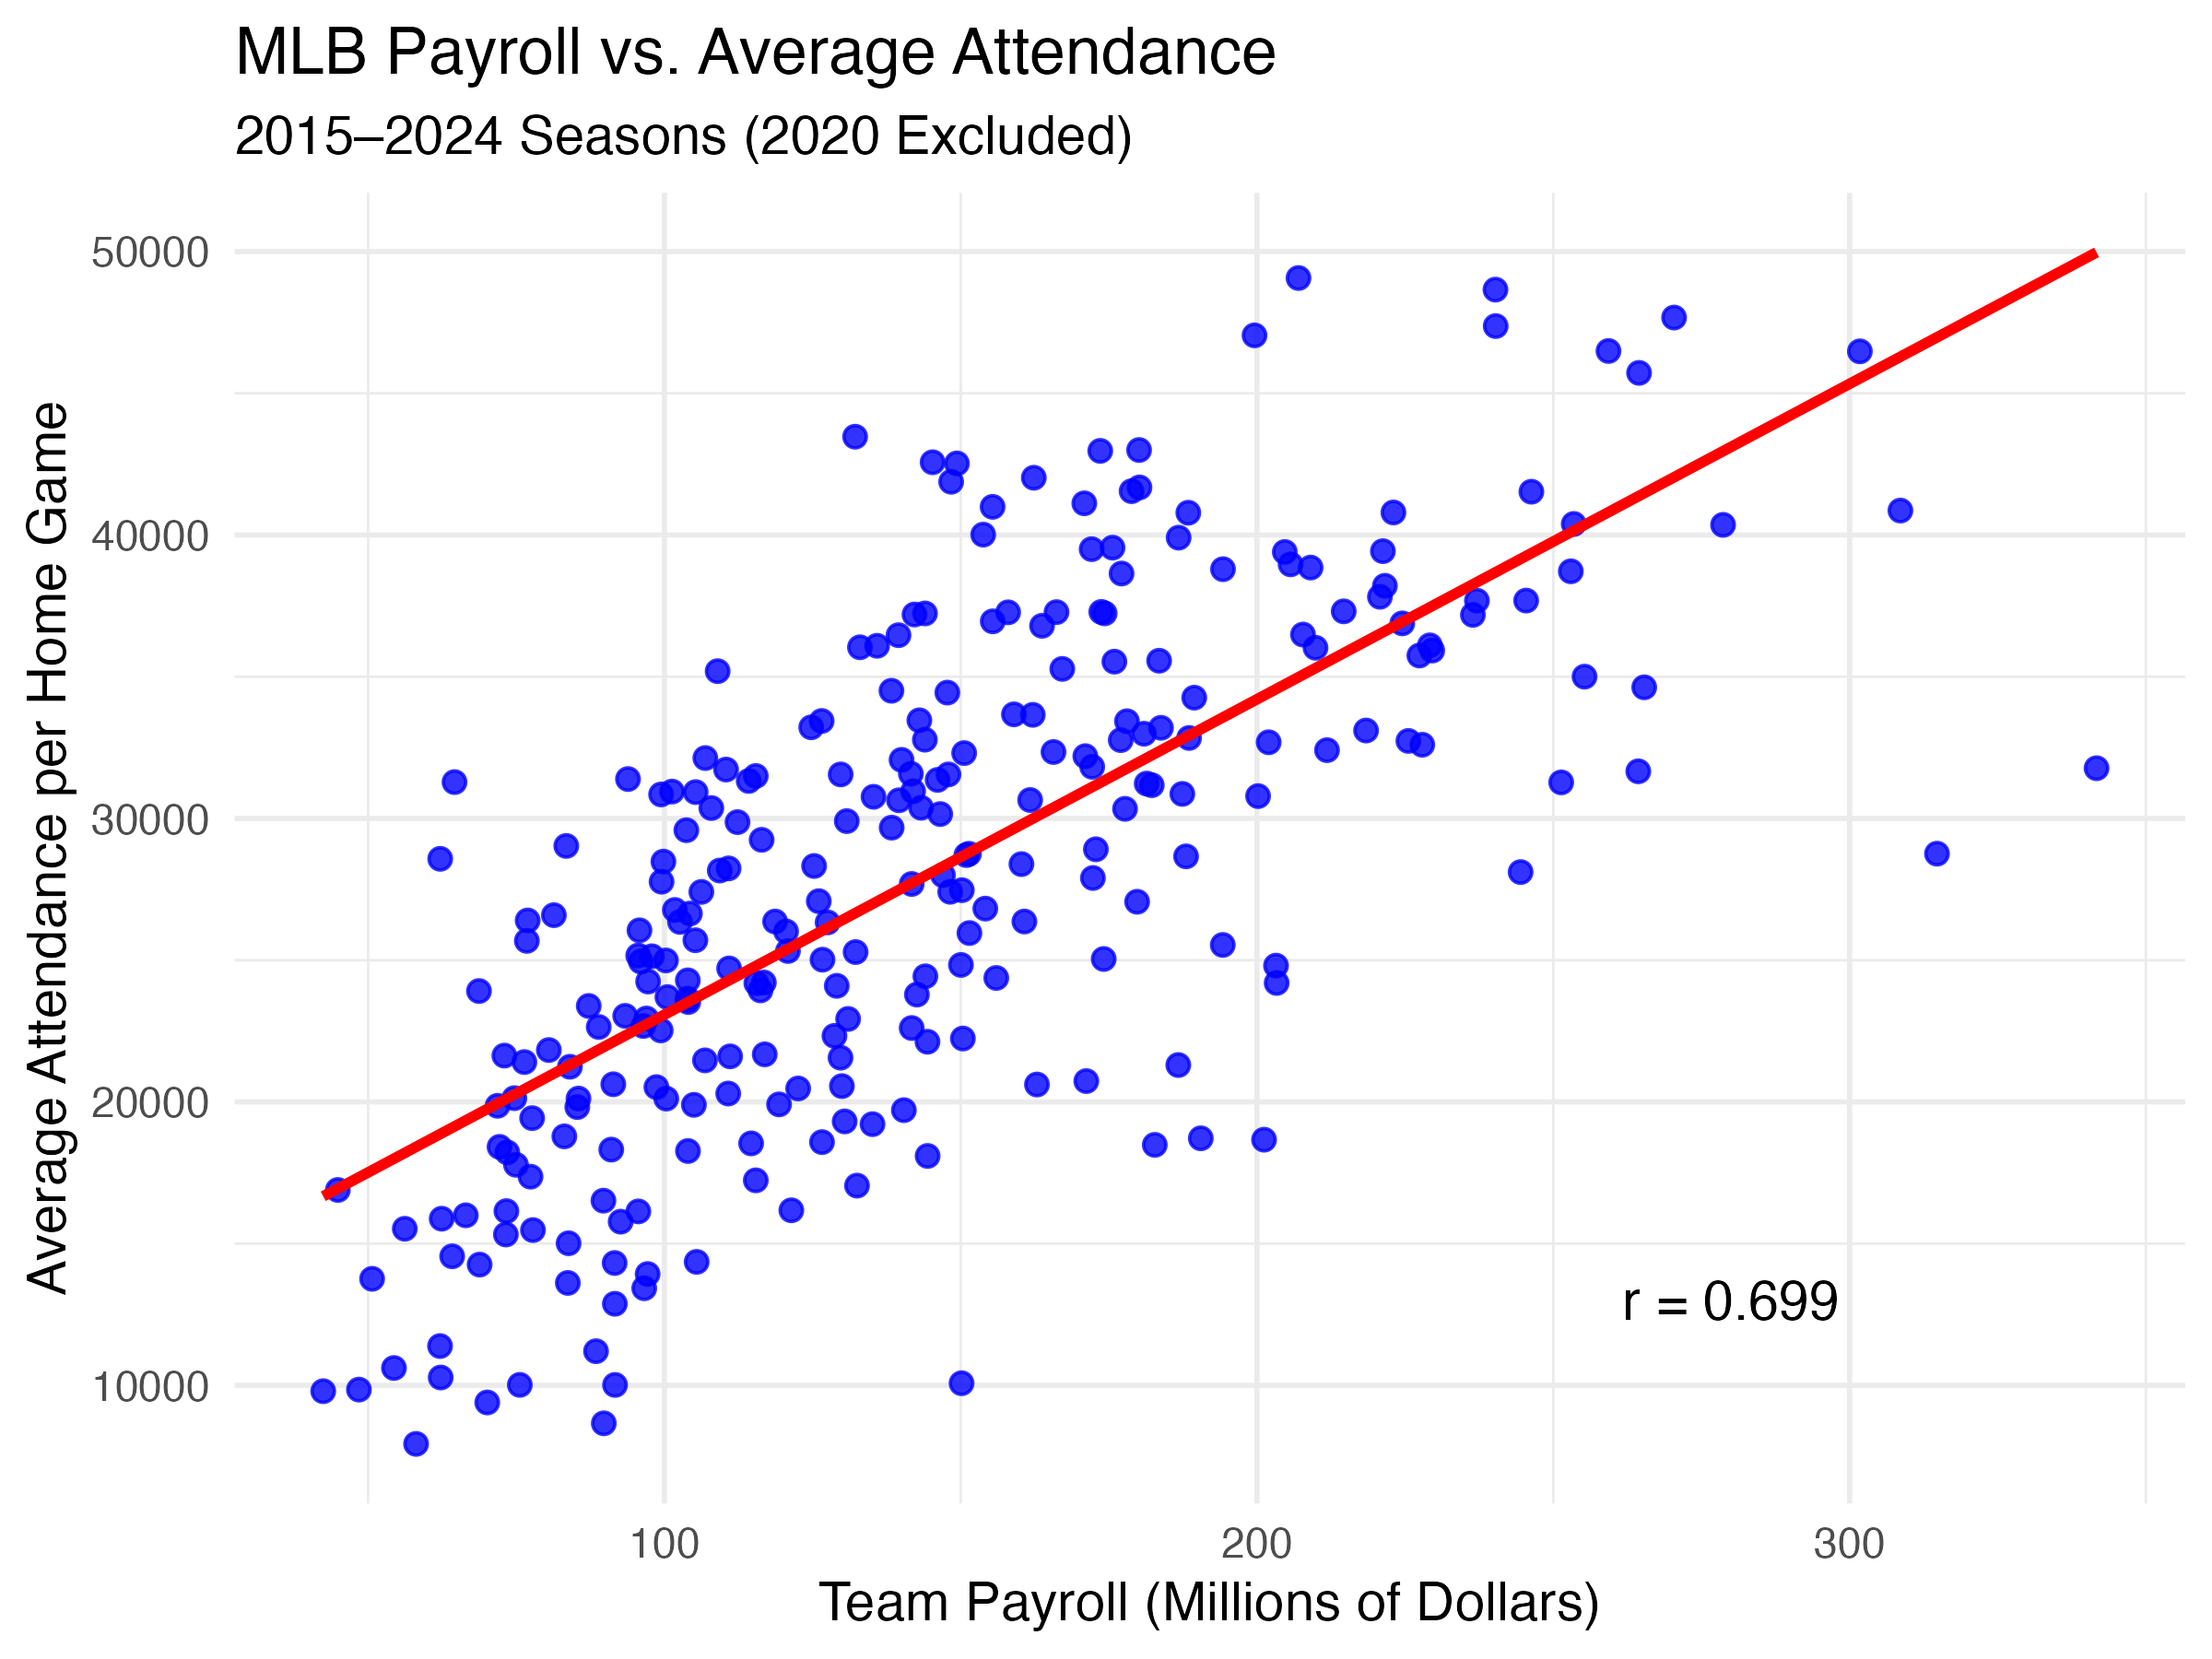 MLB Payroll vs. Average Attendance
2015–2024 Seasons (2020 Excluded)
Average Attendance per Home Game
50000
40000
30000
20000
10000
r = 0.699
100
200
300
Team Payroll (Millions of Dollars)